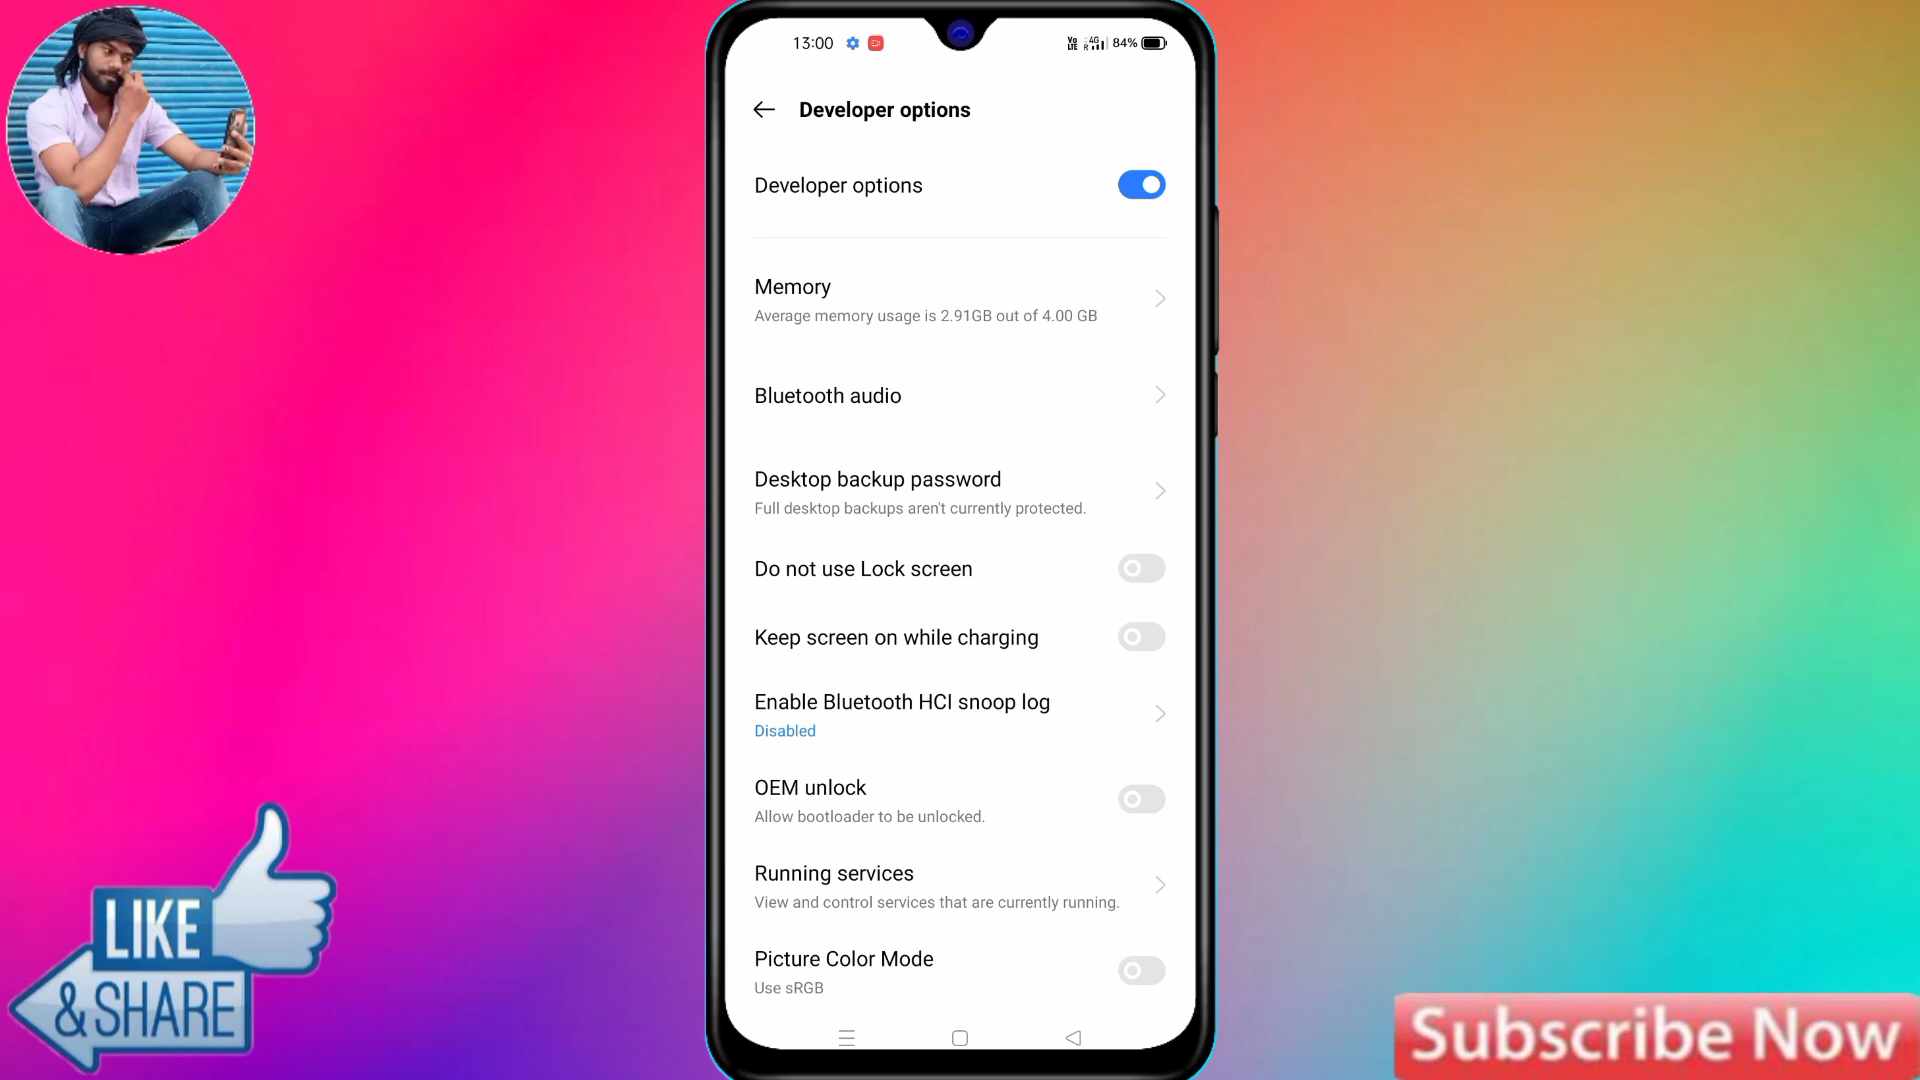 13:00
Vo LTE 4G R 84%
Developer options
Developer options
Memory
Average memory usage is 2.91GB out of 4.00 GB
Bluetooth audio
Desktop backup password
Full desktop backups aren't currently protected.
Do not use Lock screen
Keep screen on while charging
Enable Bluetooth HCI snoop log
Disabled
OEM unlock
Allow bootloader to be unlocked.
Running services
View and control services that are currently running.
Picture Color Mode
Use sRGB
LIKE
& SHARE
Subscribe Now